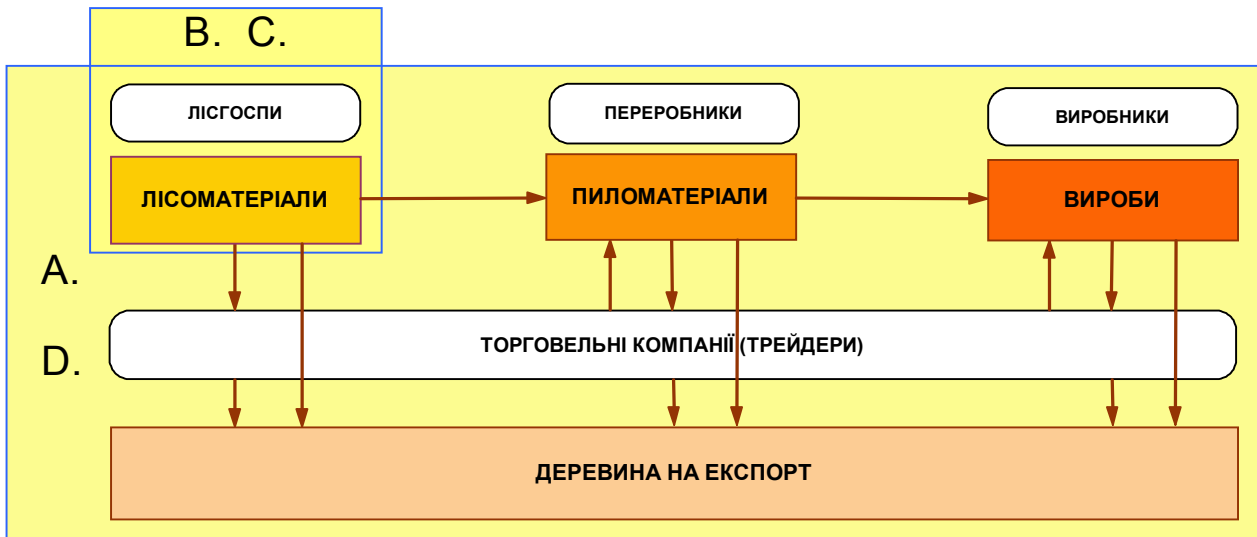 B. C.
ЛІСГОСПИ
ПЕРЕРОБНИКИ
ВИРОБНИКИ
ЛІСОМАТЕРІАЛИ
ПИЛОМАТЕРІАЛИ
ВИРОБИ
A.
D.
ТОРГОВЕЛЬНІ КОМПАНІЇ (ТРЕЙДЕРИ)
ДЕРЕВИНА НА ЕКСПОРТ